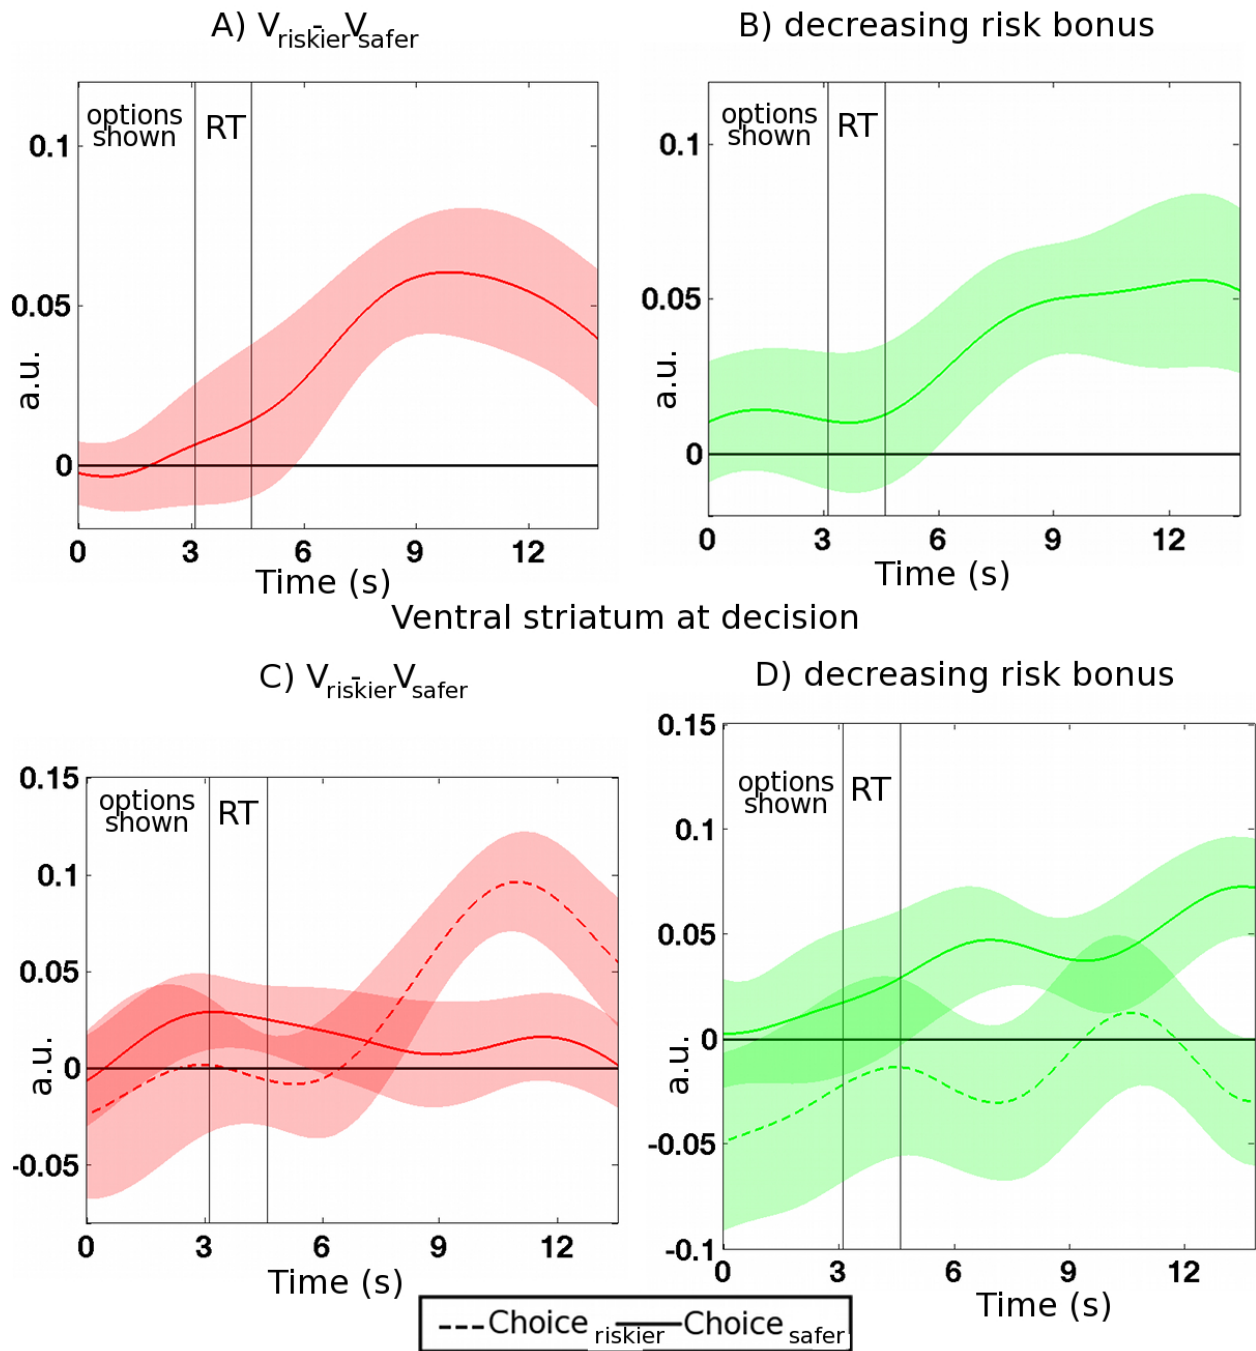 A) Vriskier-Vsafer
B) decreasing risk bonus
options
shown
RT
0.1
0.05
0
a.u.
0 3 6 9 12
Time (s)
options
shown
RT
0.1
0.05
0
a.u.
0 3 6 9 12
Time (s)
Ventral striatum at decision
C) Vriskier-Vsafer
D) decreasing risk bonus
0.15
options
shown
RT
0.1
0.05
0
a.u.
-0.05
0 3 6 9 12
Time (s)
0.15
options
shown
RT
0.1
0.05
0
a.u.
-0.05
-0.1
0 3 6 9 12
Time (s)
Choice riskier Choice safer